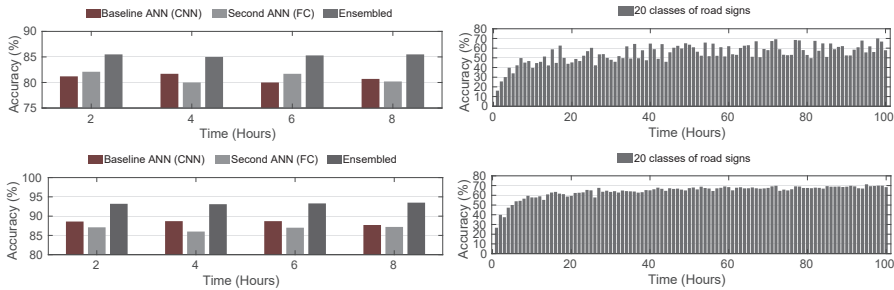 Baseline ANN (CNN) Second ANN (FC) Ensembled
90
85
80
75
Accuracy (%)
2 4 6 8
Time (Hours)
20 classes of road signs
80
70
60
50
40
30
20
10
0
Accuracy (%)
0 20 40 60 80 100
Time (Hours)
Baseline ANN (CNN) Second ANN (FC) Ensembled
100
95
90
85
80
Accuracy (%)
2 4 6 8
Time (Hours)
20 classes of road signs
80
70
60
50
40
30
20
10
0
Accuracy (%)
0 20 40 60 80 100
Time (Hours)